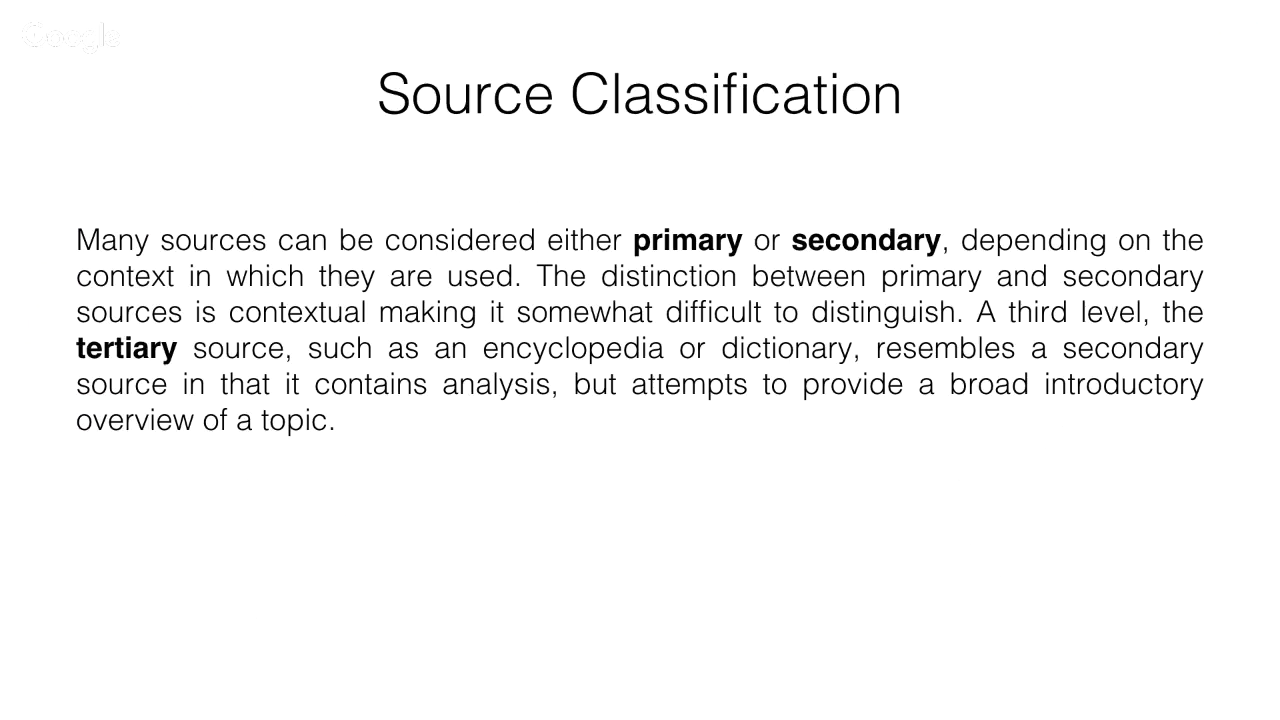 Google
Source Classification
Many sources can be considered either primary or secondary, depending on the
context in which they are used. The distinction between primary and secondary
sources is contextual making it somewhat difficult to distinguish. A third level, the
tertiary source, such as an encyclopedia or dictionary, resembles a secondary
source in that it contains analysis, but attempts to provide a broad introductory
overview of a topic.